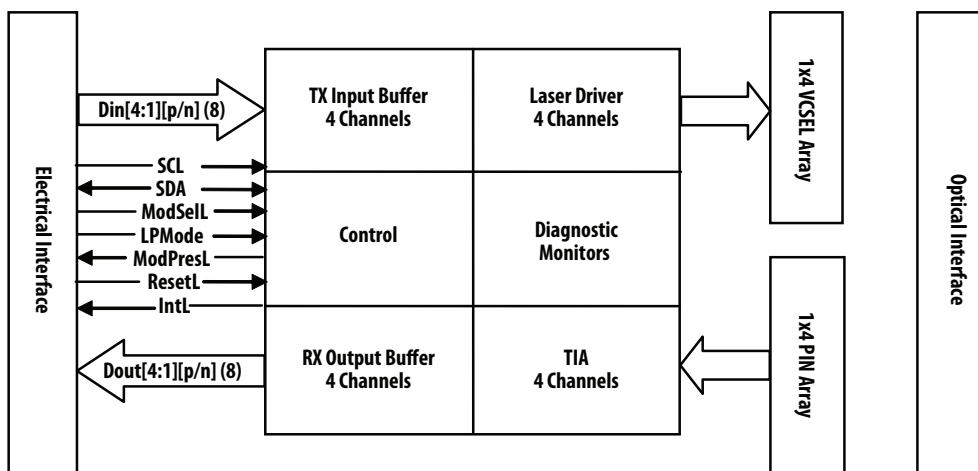 Electrical Interface
Din[4:1][p/n] (8)
SCL
SDA
ModSelL
LPMode
ModPresL
ResetL
IntL
Dout[4:1][p/n] (8)
TX Input Buffer
4 Channels
Laser Driver
4 Channels
Control
Diagnostic
Monitors
RX Output Buffer
4 Channels
TIA
4 Channels
1x4 VCSEL Array
1x4 PIN Array
Optical Interface